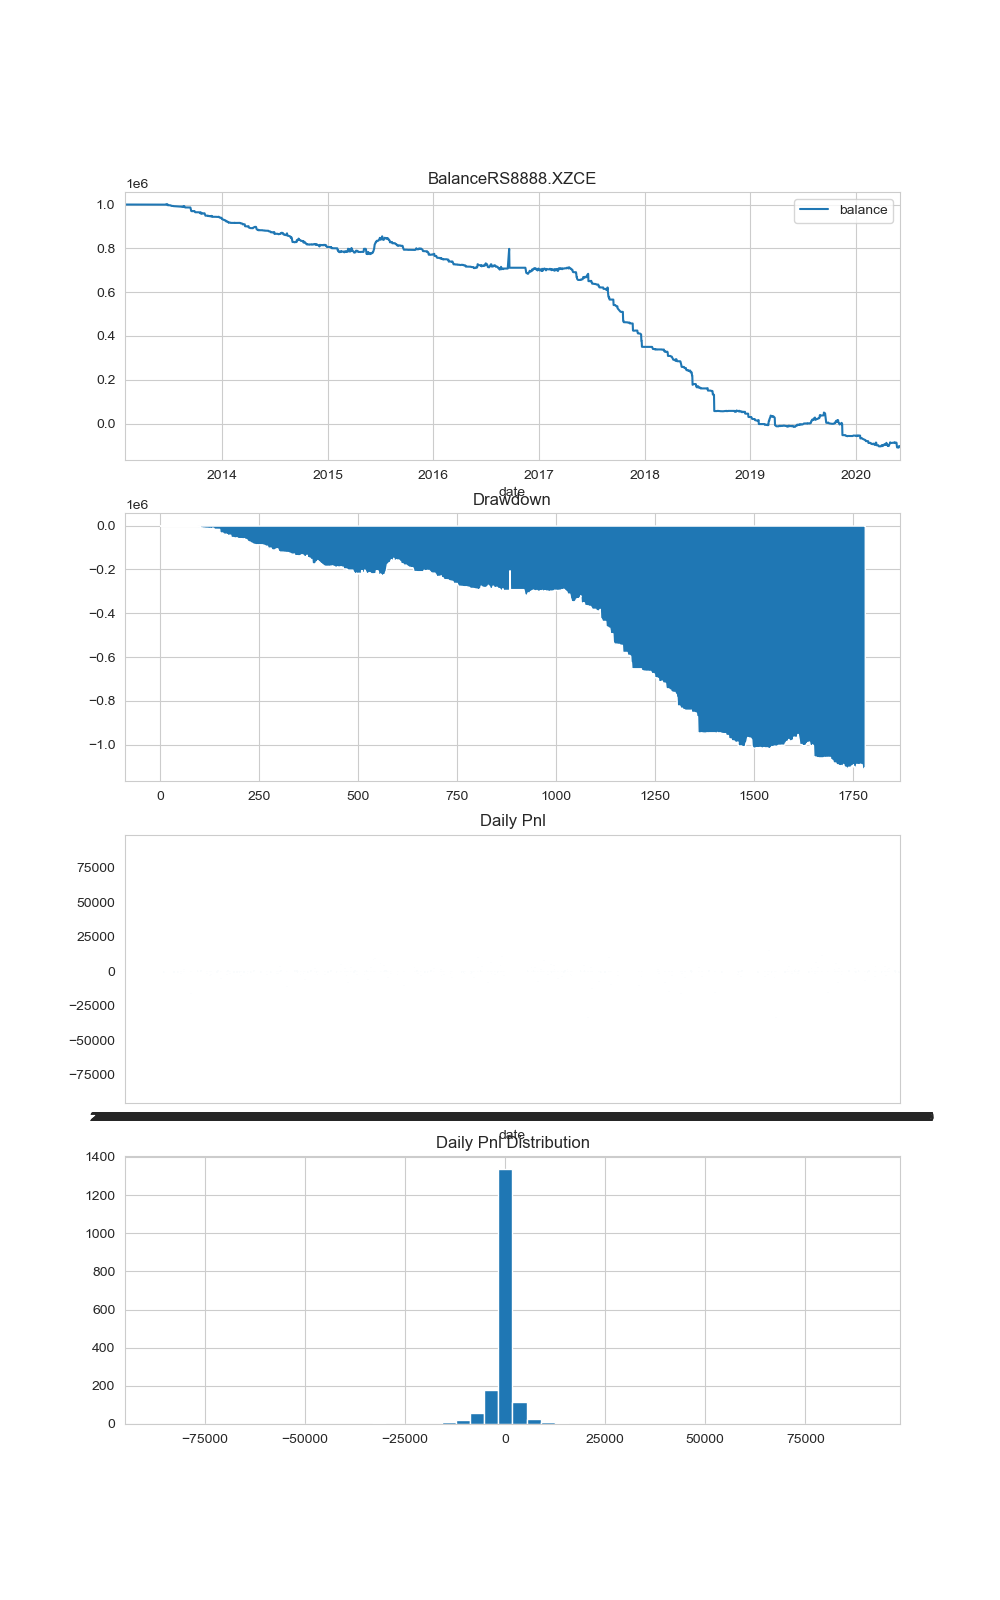 BalanceRS8888.XZCE
1e6
balance
1.0
0.8
0.6
0.4
0.2
0.0
2014 2015 2016 2017 2018 2019 2020
date
Drawdown
1e6
0.0
−0.2
−0.4
−0.6
−0.8
−1.0
0 250 500 750 1000 1250 1500 1750
Daily Pnl
75000
50000
25000
0
−25000
−50000
−75000
date
Daily Pnl Distribution
1400
1200
1000
800
600
400
200
0
−75000 −50000 −25000 0 25000 50000 75000